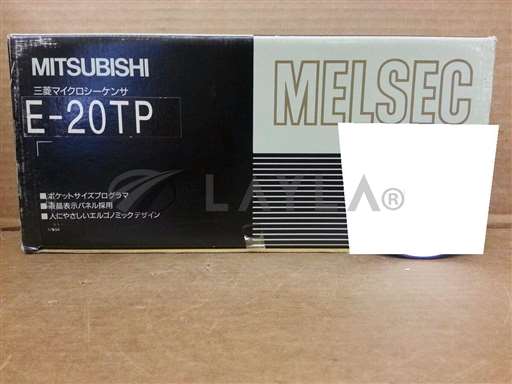 MITSUBISHI
三菱マイクロシーケンサ
E-20TP
MELSEC
■ポケットサイズプログラマ
■液晶表示パネル採用
■人にやさしいエルゴノミックデザイン
LAYLA®